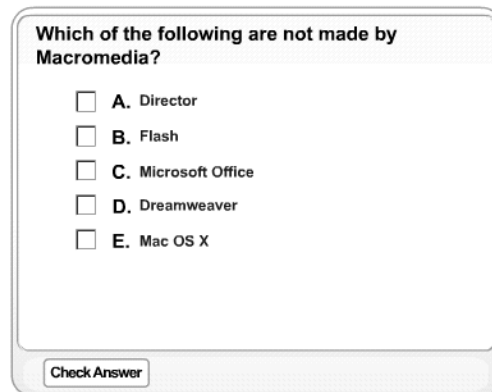 Which of the following are not made by
Macromedia?
A. Director
B. Flash
C. Microsoft Office
D. Dreamweaver
E. Mac OS X
Check Answer